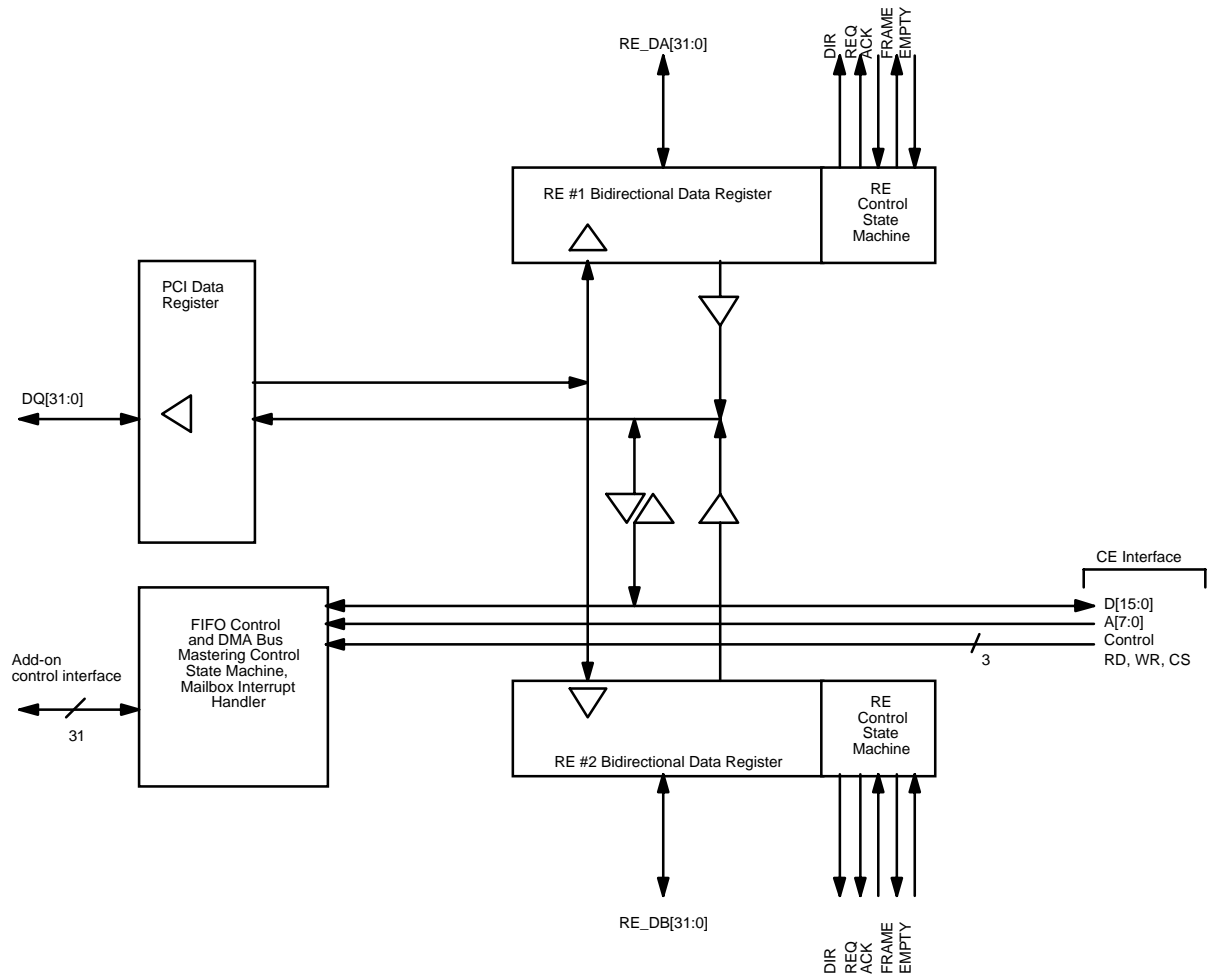 RE_DA[31:0]
DIR
REQ
ACK
FRAME
EMPTY
RE #1 Bidirectional Data Register
RE
Control
State
Machine
PCI Data
Register
DQ[31:0]
CE Interface
D[15:0]
A[7:0]
Control
3
RD, WR, CS
FIFO Control
and DMA Bus
Mastering Control
State Machine,
Mailbox Interrupt
Handler
Add-on
control interface
31
RE
Control
State
Machine
RE #2 Bidirectional Data Register
RE_DB[31:0]
DIR
REQ
ACK
FRAME
EMPTY